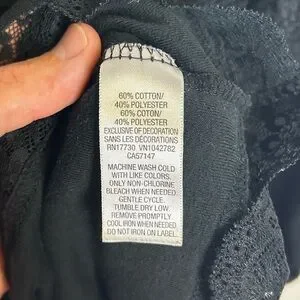 60% COTTON/
40% POLYESTER
60% COTON/
40% POLYESTER
EXCLUSIVE OF DECORATION
SANS LES DÉCORATIONS
RN17730 VN1042782
CA57147
MACHINE WASH COLD
WITH LIKE COLORS.
ONLY NON-CHLORINE
BLEACH WHEN NEEDED.
GENTLE CYCLE.
TUMBLE DRY LOW.
REMOVE PROMPTLY.
COOL IRON WHEN NEEDED.
DO NOT IRON ON LABEL.